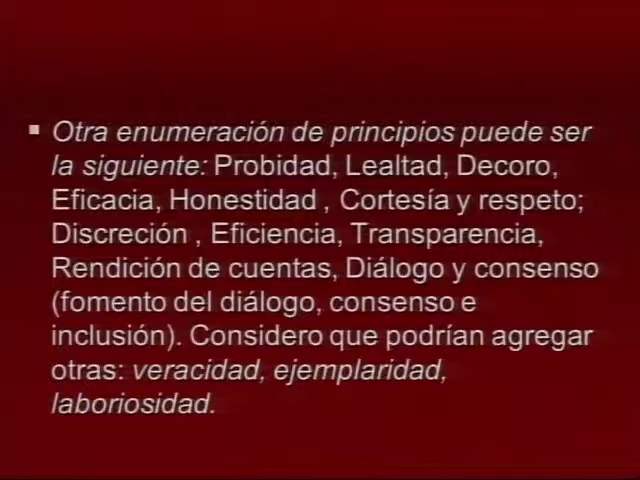 Otra enumeración de principios puede ser
la siguiente: Probidad, Lealtad, Decoro,
Eficacia, Honestidad , Cortesía y respeto;
Discreción , Eficiencia, Transparencia,
Rendición de cuentas, Diálogo y consenso
(fomento del diálogo, consenso e
inclusión). Considero que podrían agregar
otras: veracidad, ejemplaridad,
laboriosidad.